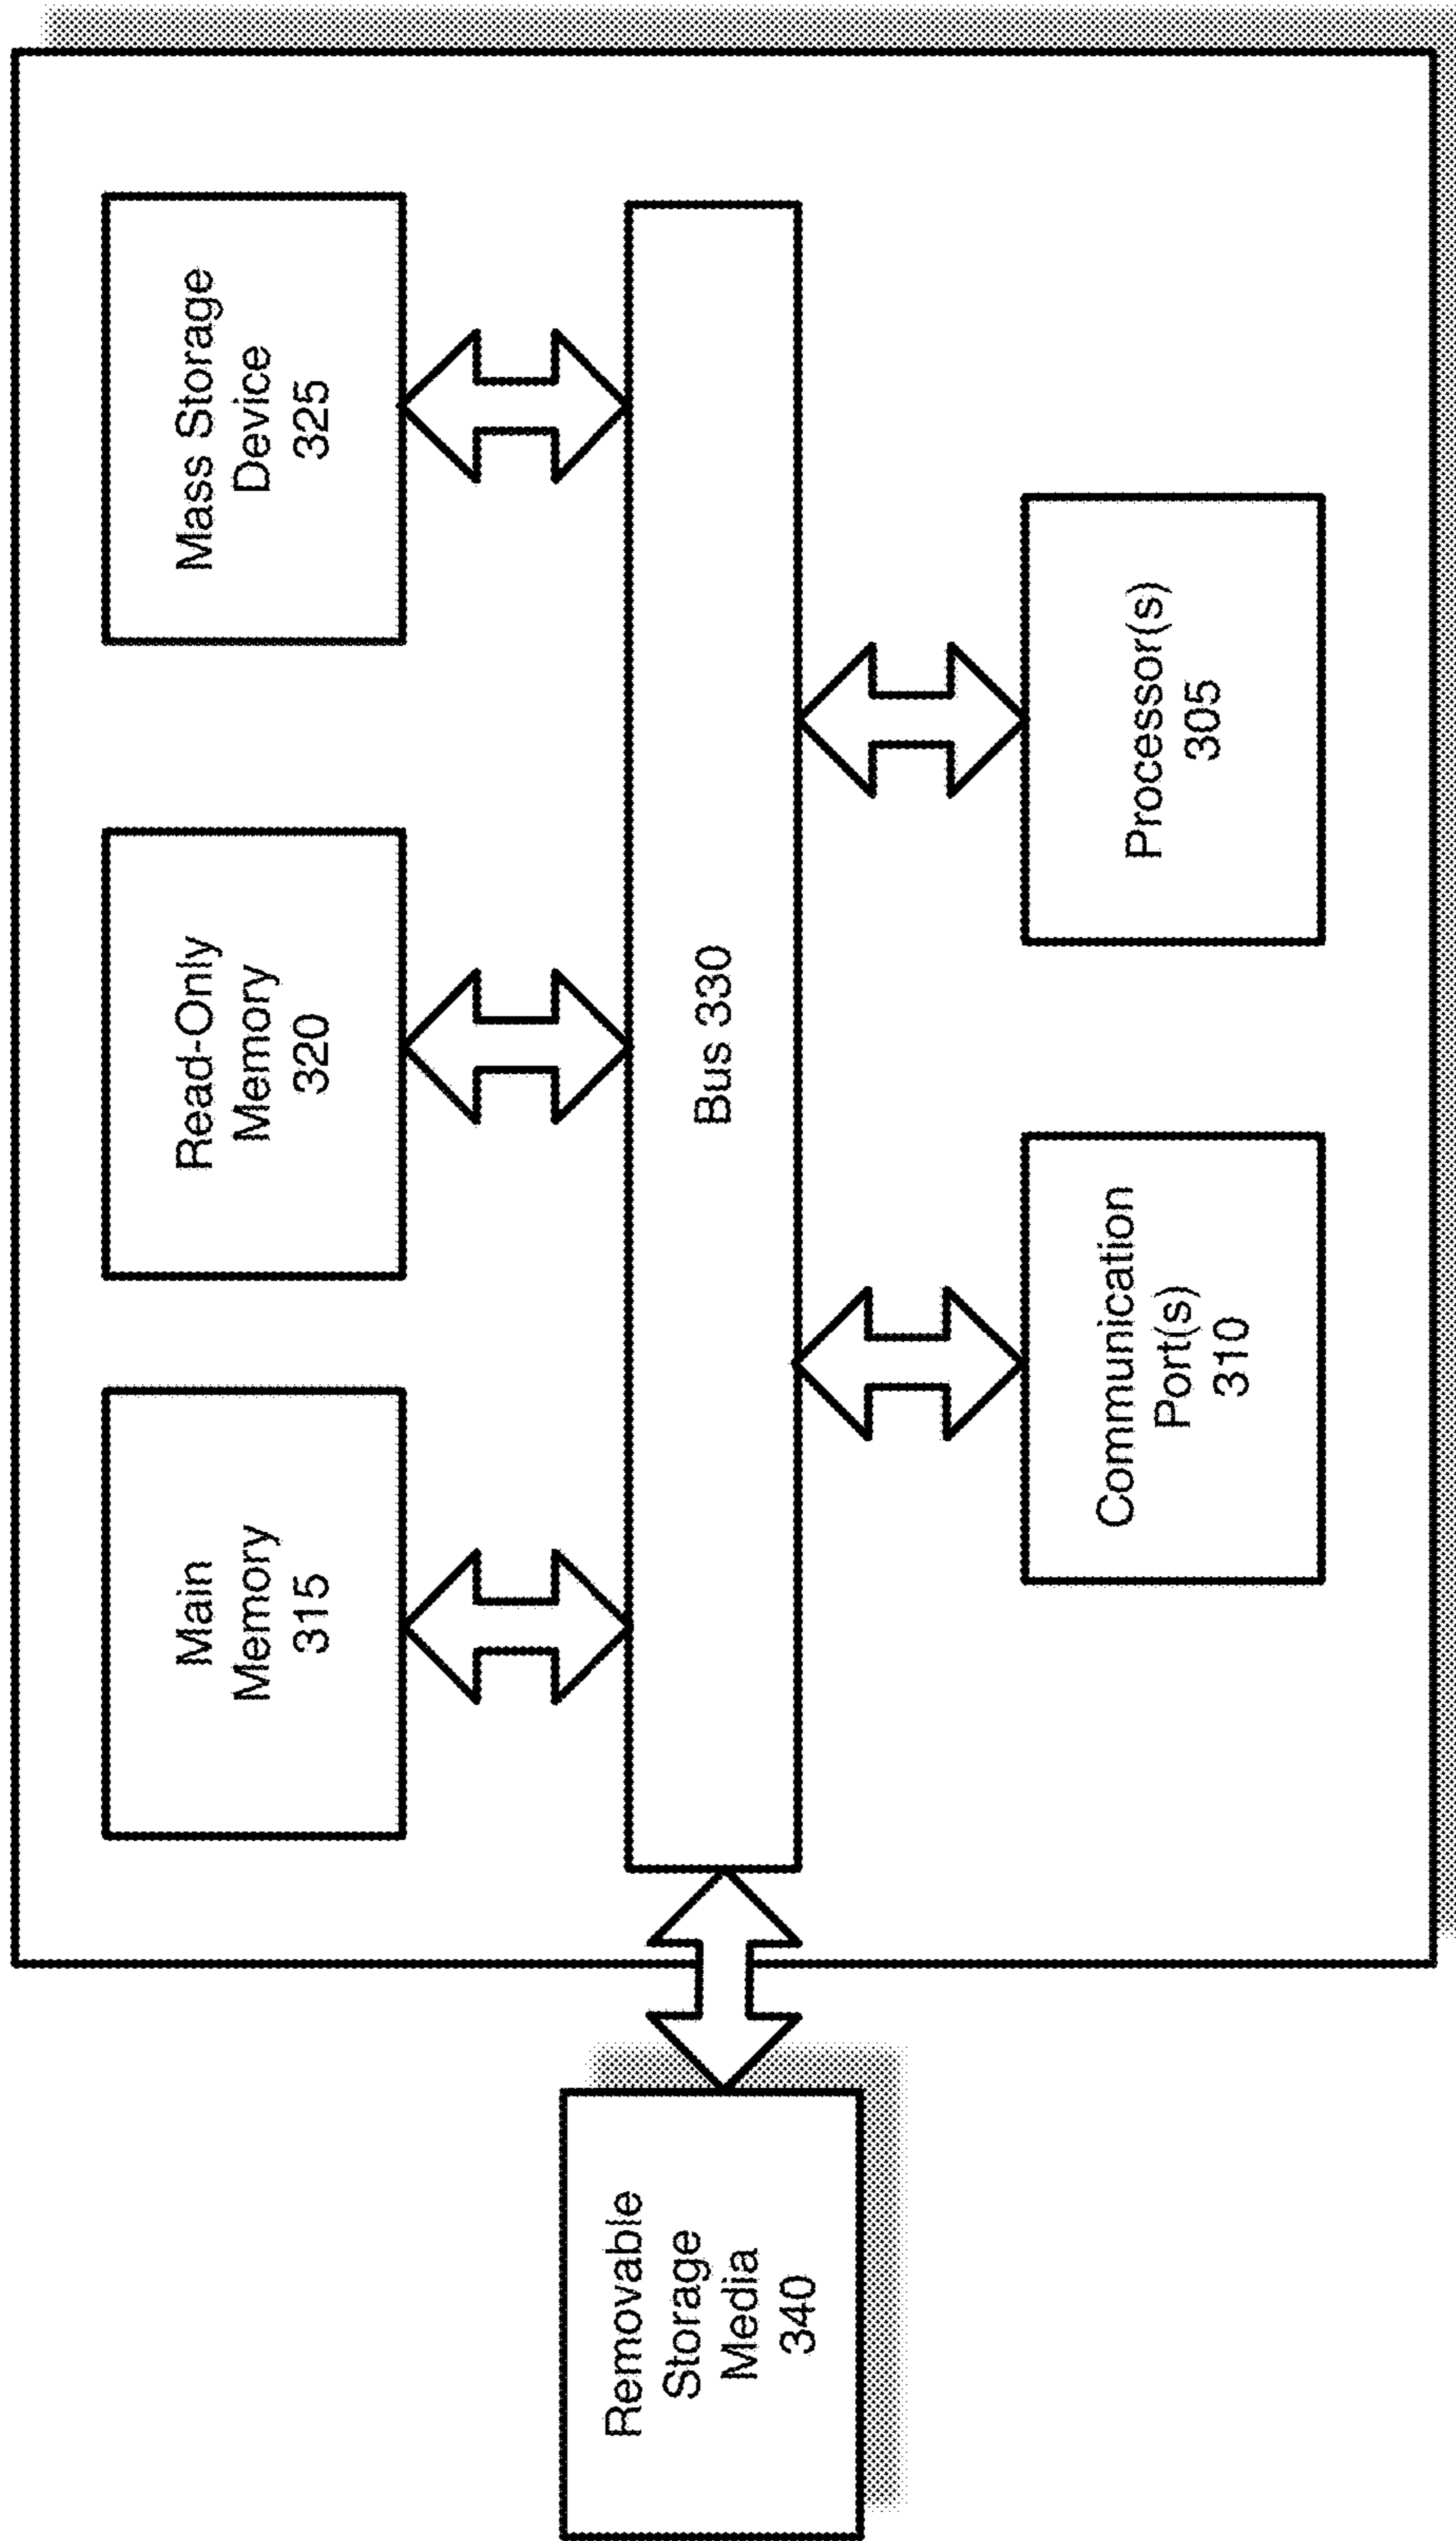 Main
Memory
315
Read-Only
Memory
320
Mass Storage
Device
325
Removable
Storage
Media
340
Bus 330
Communication
Port(s)
310
Processor(s)
305